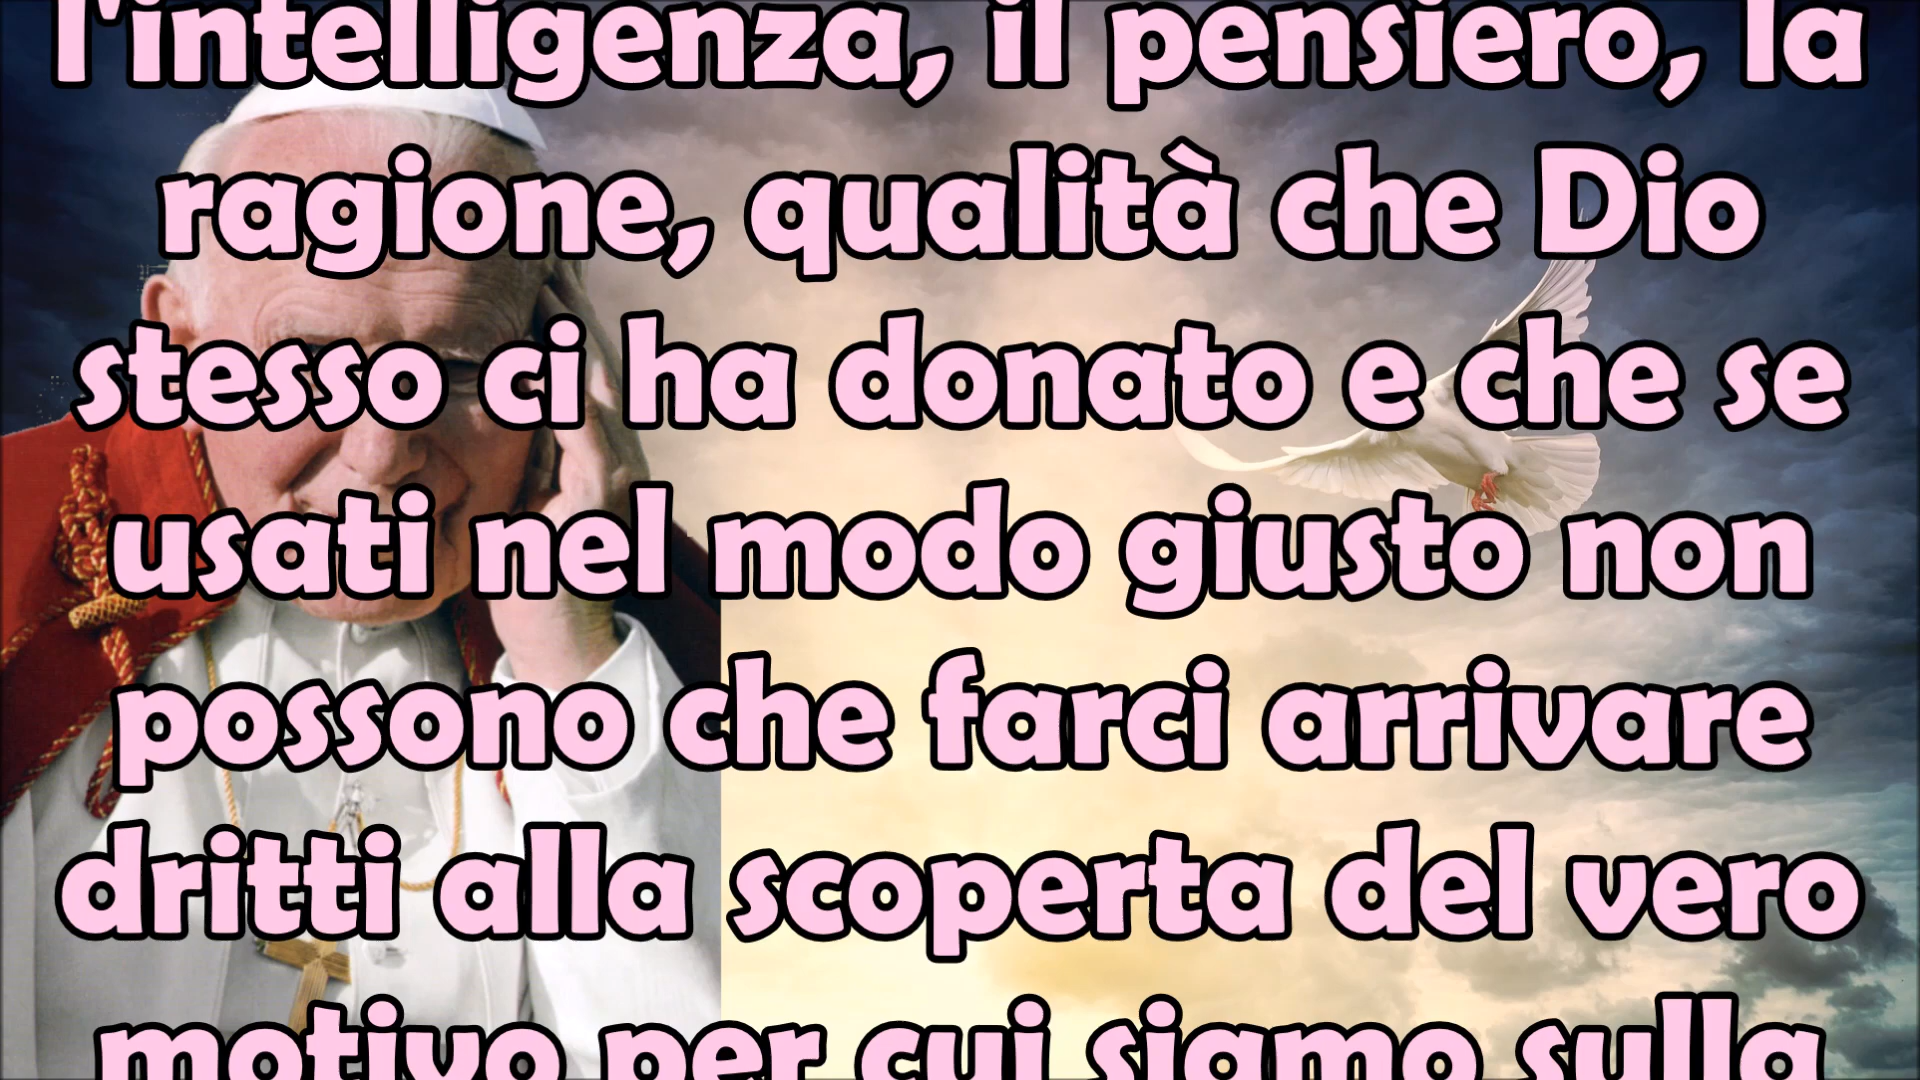 l'intelligenza, il pensiero, la
ragione, qualità che Dio
stesso ci ha donato e che se
usati nel modo giusto non
possono che farci arrivare
dritti alla scoperta del vero
motivo per cui siamo sulla